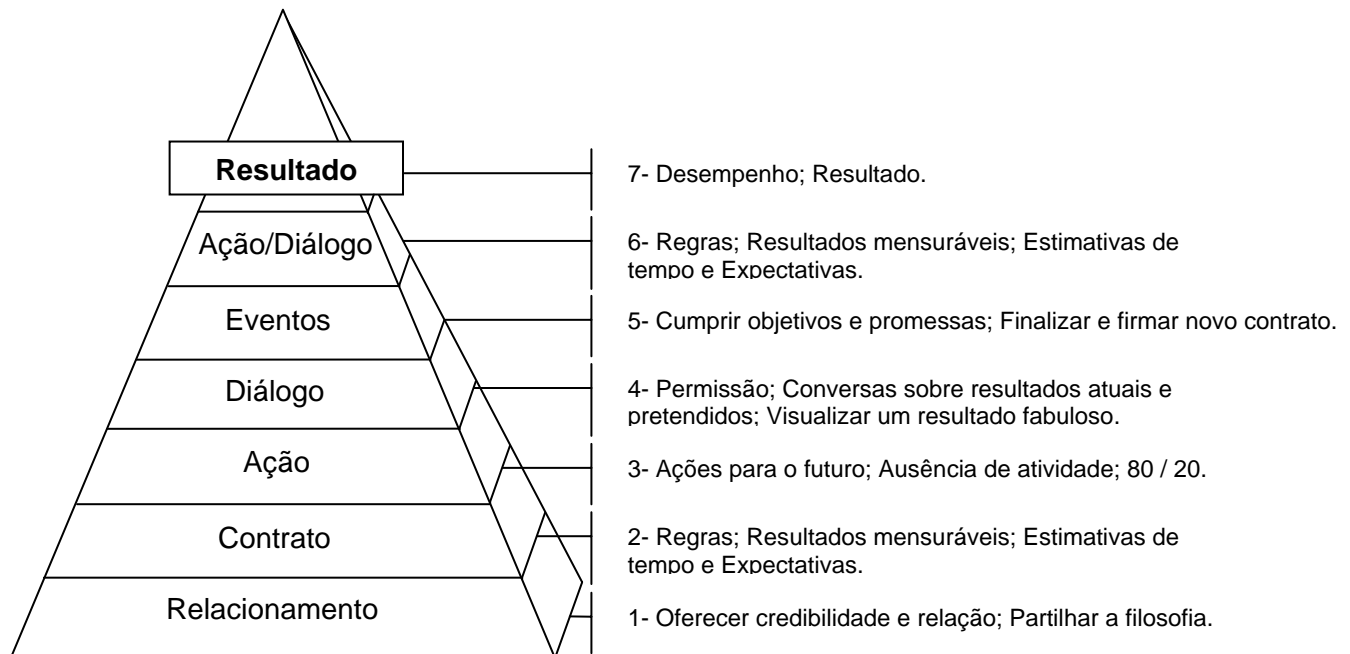 Resultado
7- Desempenho; Resultado.
Ação/Diálogo
6- Regras; Resultados mensuráveis; Estimativas de
tempo e Expectativas.
Eventos
5- Cumprir objetivos e promessas; Finalizar e firmar novo contrato.
Diálogo
4- Permissão; Conversas sobre resultados atuais e
pretendidos; Visualizar um resultado fabuloso.
Ação
3- Ações para o futuro; Ausência de atividade; 80 / 20.
Contrato
2- Regras; Resultados mensuráveis; Estimativas de
tempo e Expectativas.
Relacionamento
1- Oferecer credibilidade e relação; Partilhar a filosofia.